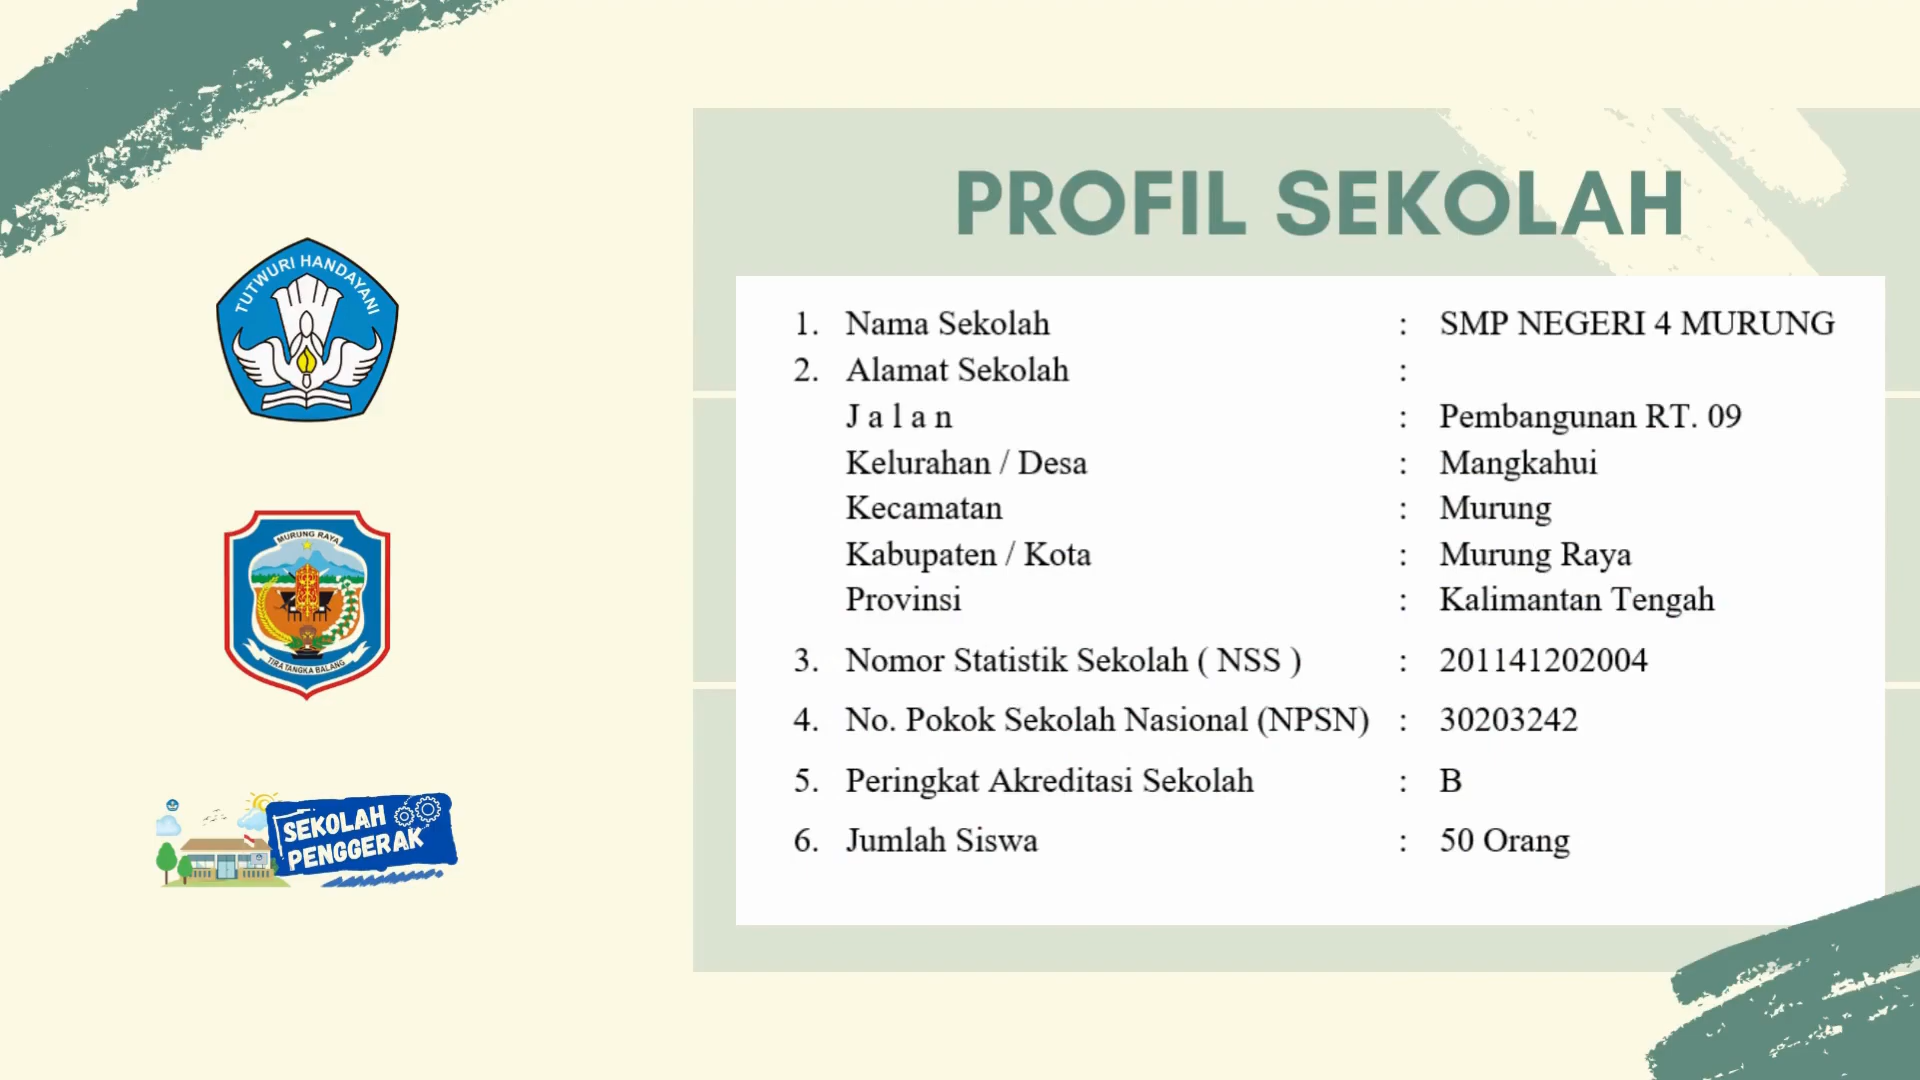 TUTWURI HANDAYANI
MURUNG RAYA
TIRA TANGKA BALANG
SEKOLAH
PENGGERAK
PROFIL SEKOLAH
1. Nama Sekolah : SMP NEGERI 4 MURUNG
2. Alamat Sekolah :
J a l a n : Pembangunan RT. 09
Kelurahan / Desa : Mangkahui
Kecamatan : Murung
Kabupaten / Kota : Murung Raya
Provinsi : Kalimantan Tengah
3. Nomor Statistik Sekolah ( NSS ) : 201141202004
4. No. Pokok Sekolah Nasional (NPSN) : 30203242
5. Peringkat Akreditasi Sekolah : B
6. Jumlah Siswa : 50 Orang